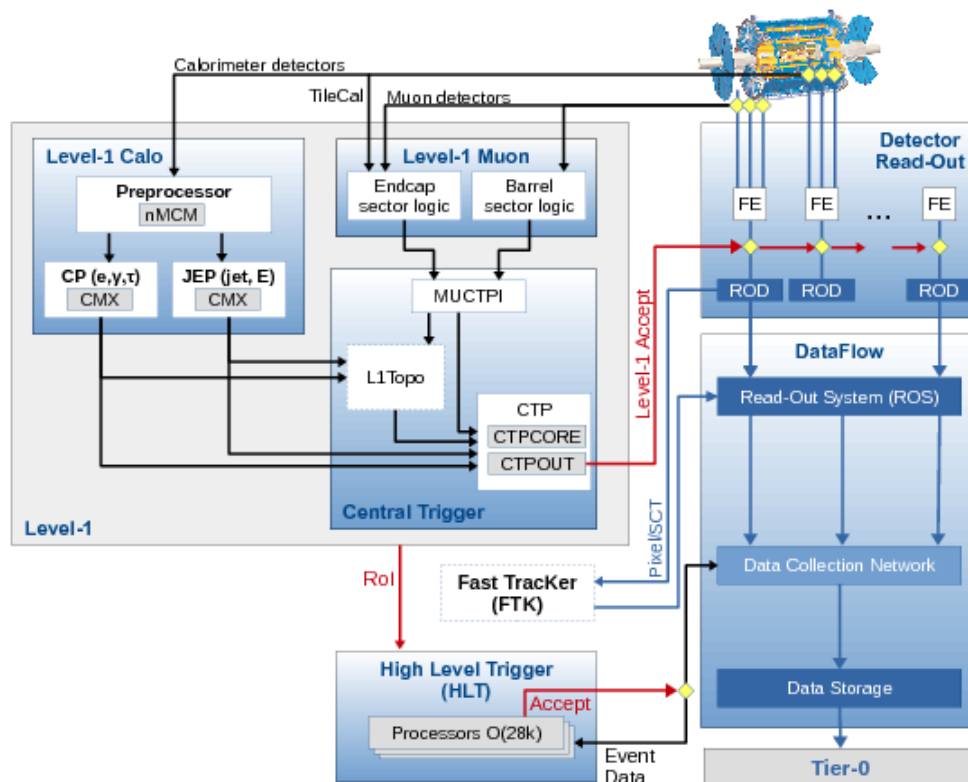 Calorimeter detectors
TileCal
Muon detectors
Detector
Read-Out
Level-1 Calo
Preprocessor
nMCM
CP (e,γ,τ)
CMX
JEP (jet, E)
CMX
Level-1 Muon
Endcap
sector logic
Barrel
sector logic
MUCTPI
L1Topo
CTP
CTPCORE
CTPOUT
Central Trigger
Level-1
Level-1 Accept
FE
FE
...
FE
ROD
ROD
ROD
DataFlow
Read-Out System (ROS)
Data Collection Network
Data Storage
Tier-0
Pixel/SCT
RoI
Fast TracKer
(FTK)
High Level Trigger
(HLT)
Accept
Processors O(28k)
Event
Data